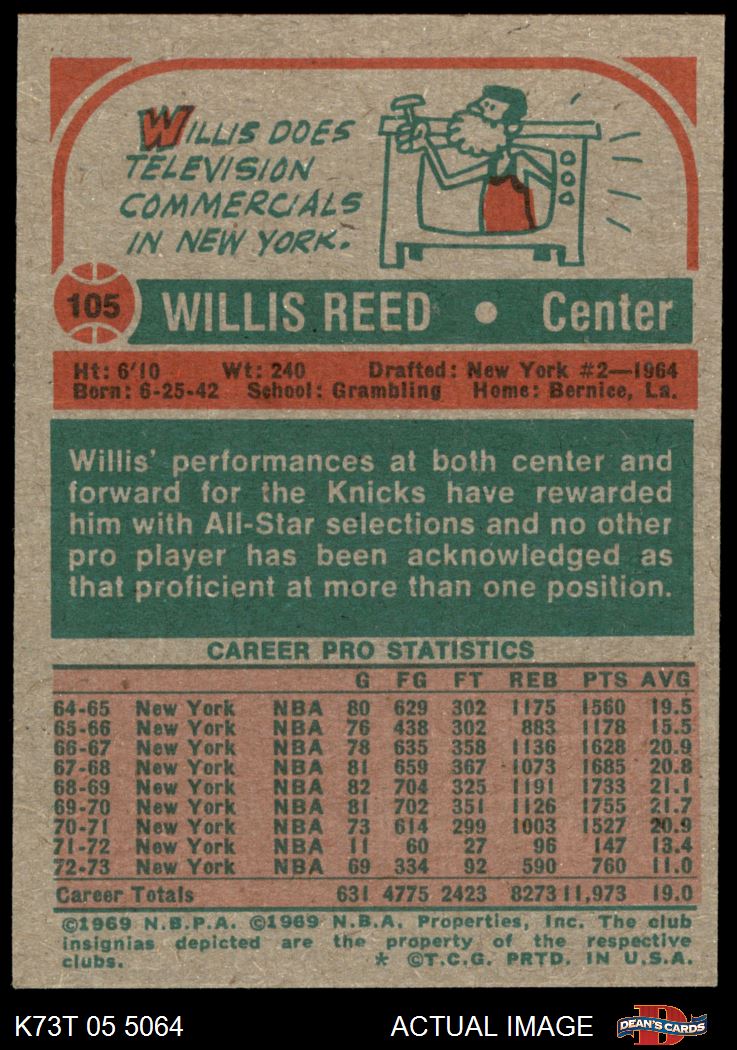 WILLIS DOES
TELEVISION
COMMERCIALS
IN NEW YORK.
105 WILLIS REED • Center
Ht: 6'10 Wt: 240 Drafted: New York #2—1964
Born: 6-25-42 School: Grambling Home: Bernice, La.
Willis' performances at both center and
forward for the Knicks have rewarded
him with All-Star selections and no other
pro player has been acknowledged as
that proficient at more than one position.
CAREER PRO STATISTICS
G FG FT REB PTS AVG
64-65 New York NBA 80 629 302 1175 1560 19.5
65-66 New York NBA 76 438 302 883 1178 15.5
66-67 New York NBA 78 635 358 1136 1628 20.9
67-68 New York NBA 81 659 367 1073 1685 20.8
68-69 New York NBA 82 704 325 1191 1733 21.1
69-70 New York NBA 81 702 351 1126 1755 21.7
70-71 New York NBA 73 614 299 1003 1527 20.9
71-72 New York NBA 11 60 27 96 147 13.4
72-73 New York NBA 69 334 92 590 760 11.0
Career Totals 631 4775 2423 8273 11,973 19.0
©1969 N.B.P.A. ©1969 N.B.A. Properties, Inc. The club
insignias depicted are the property of the respective
clubs. * ©T.C.G. PRTD. IN U.S.A.
K73T 05 5064 ACTUAL IMAGE D DEAN'S CARDS